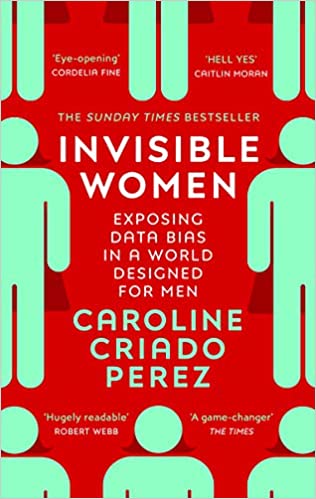 'Eye-opening'
CORDELIA FINE
'HELL YES'
CAITLIN MORAN
THE SUNDAY TIMES BESTSELLER
INVISIBLE
WOMEN
EXPOSING
DATA BIAS
IN A WORLD
DESIGNED
FOR MEN
CAROLINE
CRIADO
PEREZ
'Hugely readable'
ROBERT WEBB
'A game-changer'
THE TIMES